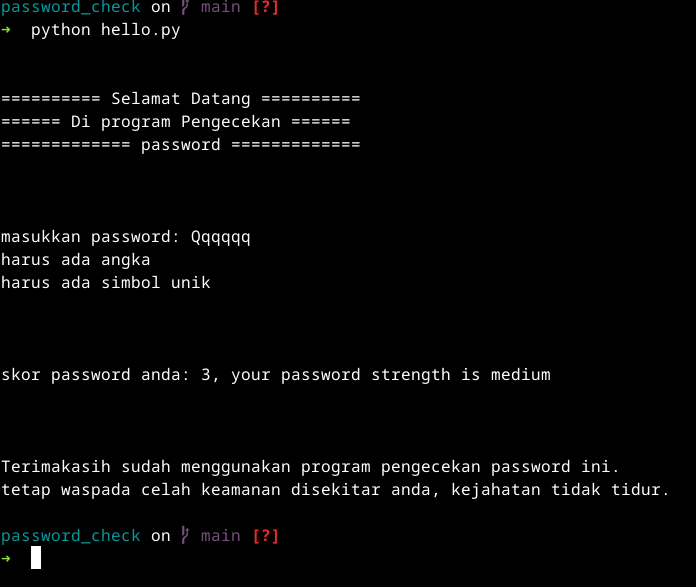 password_check on ᚶ main [?]
➜ python hello.py
========== Selamat Datang ==========
====== Di program Pengecekan ======
============= password =============
masukkan password: Qqqqqq
harus ada angka
harus ada simbol unik
skor password anda: 3, your password strength is medium
Terimakasih sudah menggunakan program pengecekan password ini.
tetap waspada celah keamanan disekitar anda, kejahatan tidak tidur.
password_check on ᚶ main [?]
➜